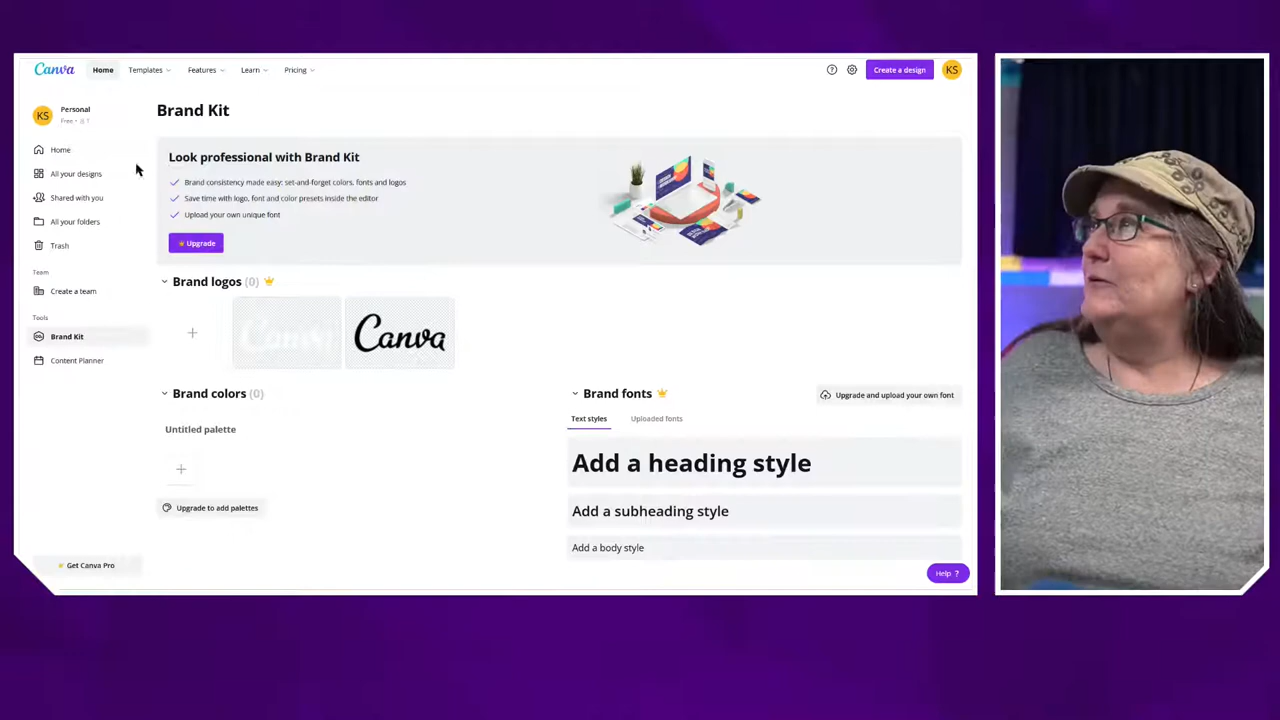 Canva Home Templates Features Learn Pricing Create a design KS
KS Personal
Free • 1
Home
All your designs
Shared with you
All your folders
Trash
Team
Create a team
Tools
Brand Kit
Content Planner
Get Canva Pro
Brand Kit
Look professional with Brand Kit
Brand consistency made easy: set-and-forget colors, fonts and logos
Save time with logo, font and color presets inside the editor
Upload your own unique font
Upgrade
Brand logos (0)
Canva Canva
Brand colors (0)
Untitled palette
Upgrade to add palettes
Brand fonts
Upgrade and upload your own font
Text styles Uploaded fonts
Add a heading style
Add a subheading style
Add a body style
Help ?